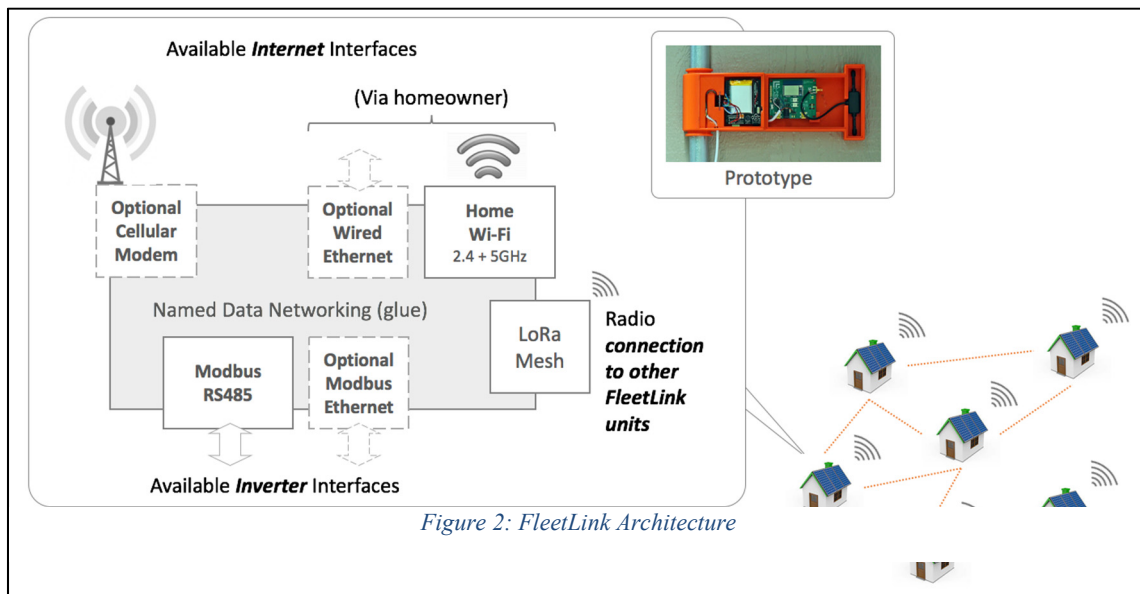 Available Internet Interfaces
(Via homeowner)
Optional
Cellular
Modem
Optional
Wired
Ethernet
Home
Wi-Fi
2.4 + 5GHz
Named Data Networking (glue)
LoRa
Mesh
Modbus
RS485
Optional
Modbus
Ethernet
Radio
connection
to other
FleetLink
units
Available Inverter Interfaces
Prototype
Figure 2: FleetLink Architecture